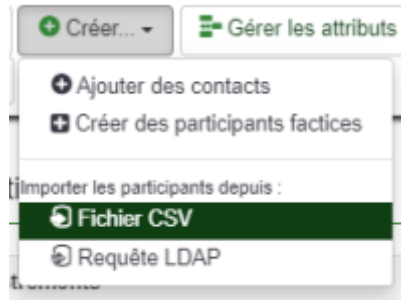 Créer...
Gérer les attributs
Ajouter des contacts
Créer des participants factices
Importer les participants depuis :
Fichier CSV
Requête LDAP